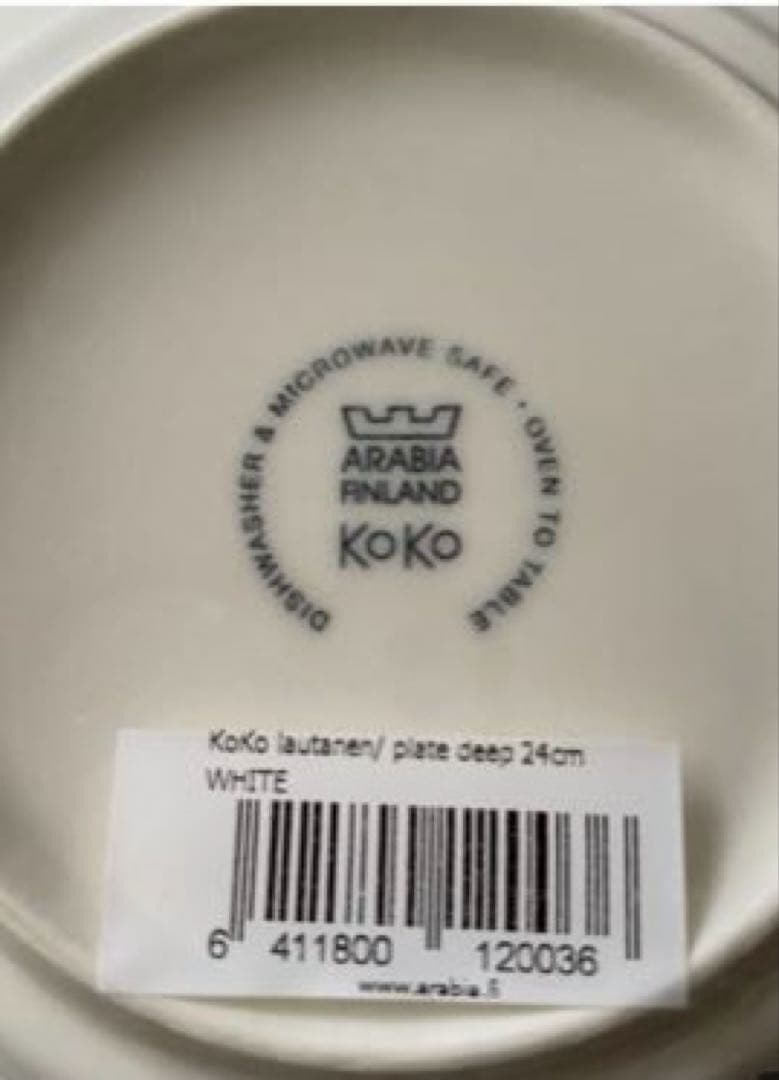 DISHWASHER & MICROWAVE SAFE • OVEN TO TABLE
ARABIA
FINLAND
KoKo
KoKo lautanen/ plate deep 24cm
WHITE
6 411800 120036
www.arabia.fi